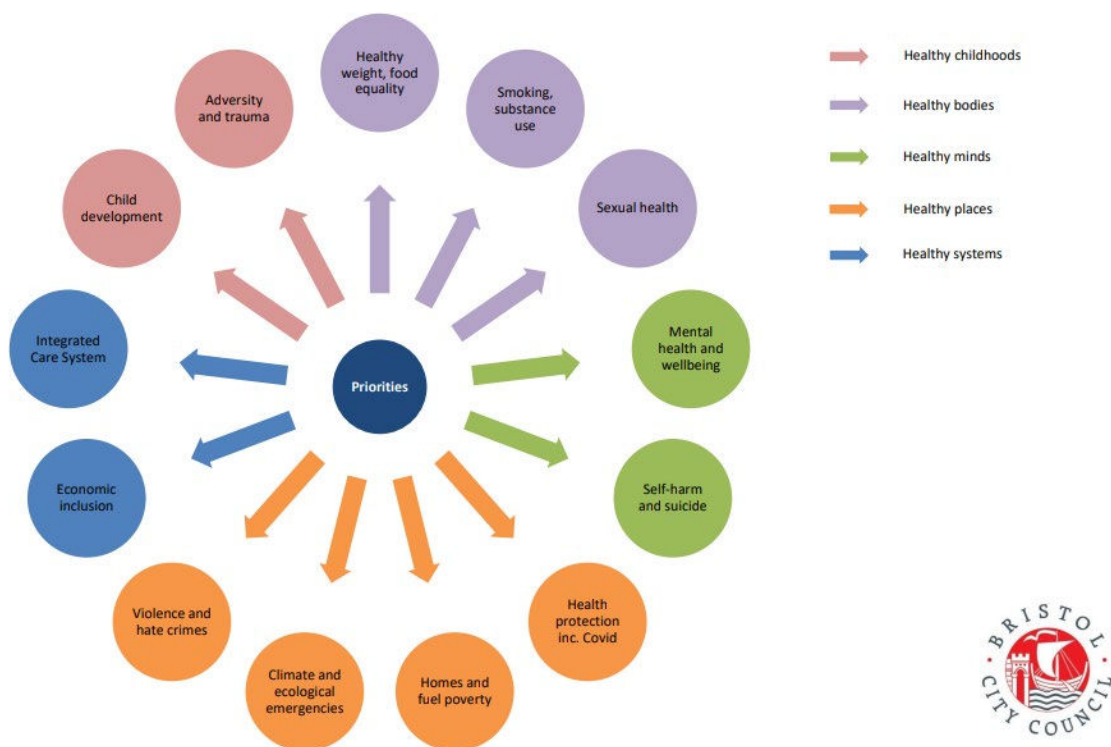 Healthy
weight, food
equality
Smoking,
substance
use
Sexual health
Mental
health and
wellbeing
Self-harm
and suicide
Health
protection
inc. Covid
Homes and
fuel poverty
Climate and
ecological
emergencies
Violence and
hate crimes
Economic
inclusion
Integrated
Care System
Child
development
Adversity
and trauma
Priorities
Healthy childhoods
Healthy bodies
Healthy minds
Healthy places
Healthy systems
BRISTOL
CITY COUNCIL